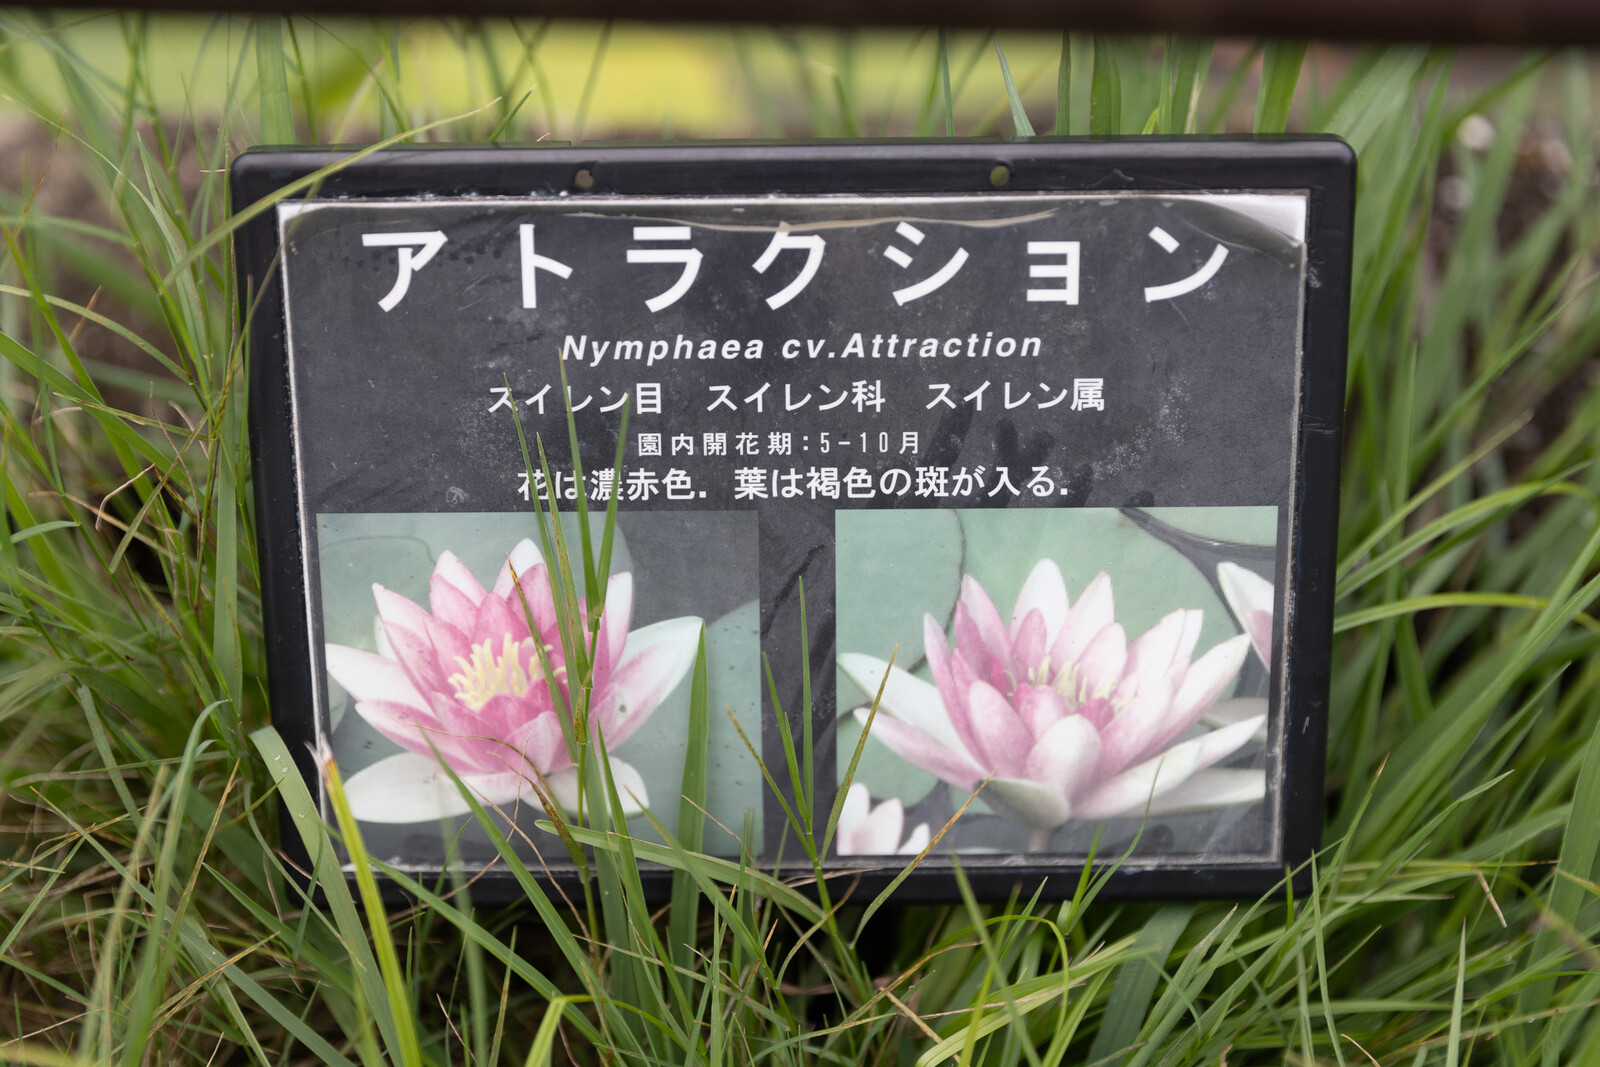 アトラクション
Nymphaea cv.Attraction
スイレン目　スイレン科　スイレン属
園内開花期:5-10月
花は濃赤色．葉は褐色の斑が入る．